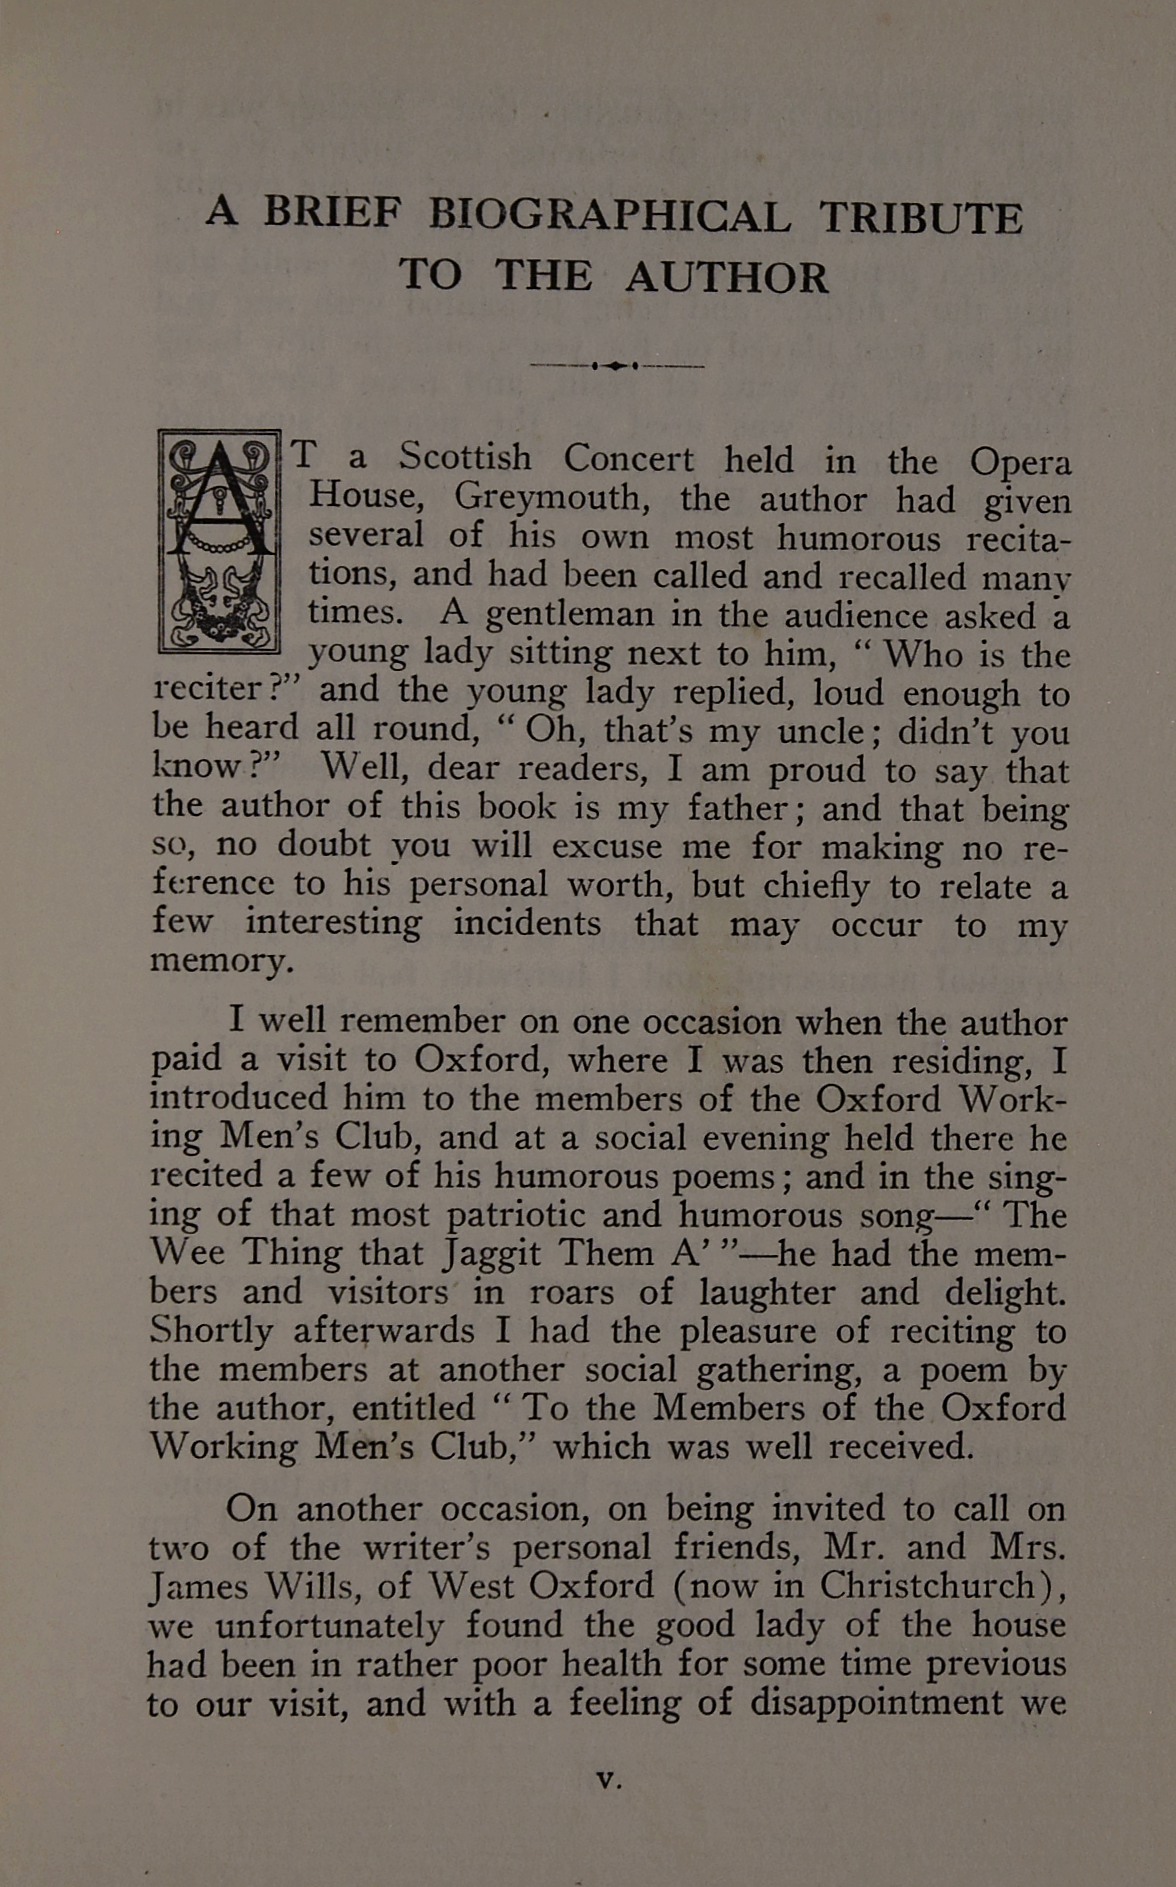 A BRIEF BIOGRAPHICAL TRIBUTE
TO THE AUTHOR
AT a Scottish Concert held in the Opera
House, Greymouth, the author had given
several of his own most humorous recita-
tions, and had been called and recalled many
times. A gentleman in the audience asked a
young lady sitting next to him, “ Who is the
reciter ?” and the young lady replied, loud enough to
be heard all round, “ Oh, that’s my uncle ; didn’t you
know ?” Well, dear readers, I am proud to say that
the author of this book is my father ; and that being
so, no doubt you will excuse me for making no re-
ference to his personal worth, but chiefly to relate a
few interesting incidents that may occur to my
memory.
I well remember on one occasion when the author
paid a visit to Oxford, where I was then residing, I
introduced him to the members of the Oxford Work-
ing Men’s Club, and at a social evening held there he
recited a few of his humorous poems ; and in the sing-
ing of that most patriotic and humorous song—“ The
Wee Thing that Jaggit Them A’ ”—he had the mem-
bers and visitors in roars of laughter and delight.
Shortly afterwards I had the pleasure of reciting to
the members at another social gathering, a poem by
the author, entitled “ To the Members of the Oxford
Working Men’s Club,” which was well received.
On another occasion, on being invited to call on
two of the writer’s personal friends, Mr. and Mrs.
James Wills, of West Oxford (now in Christchurch),
we unfortunately found the good lady of the house
had been in rather poor health for some time previous
to our visit, and with a feeling of disappointment we
v.